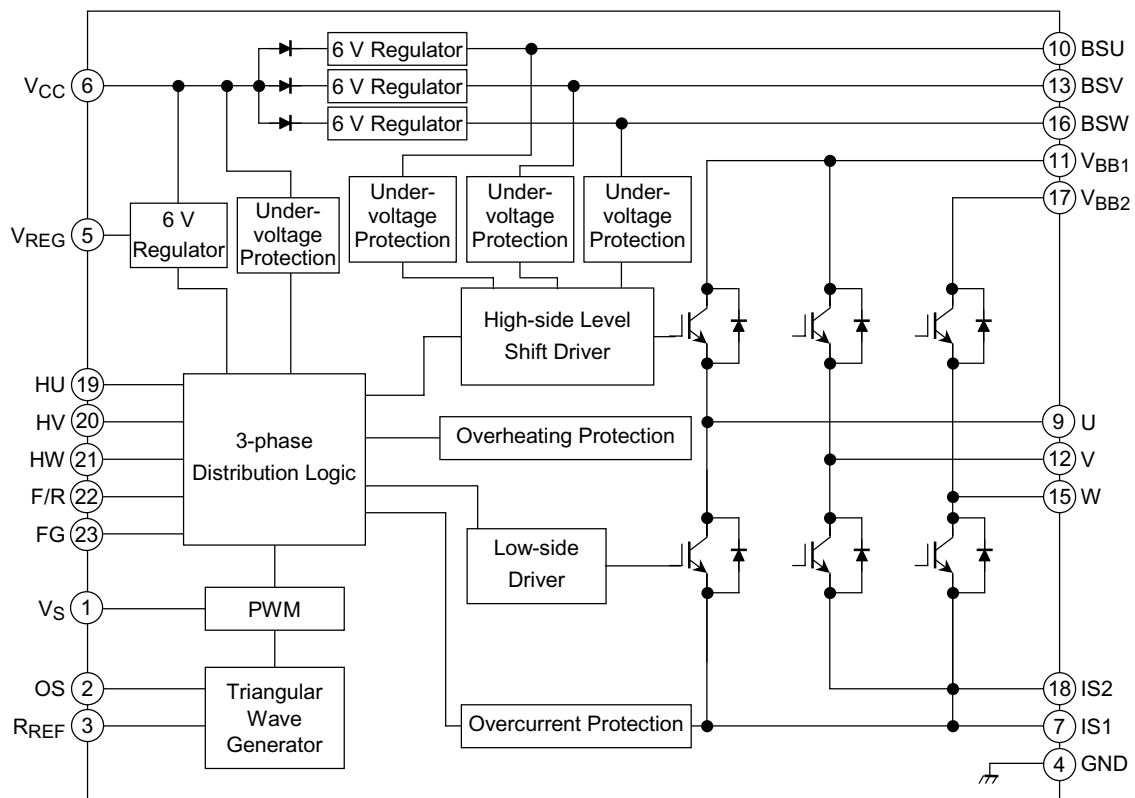 6 V Regulator
10 BSU
VCC 6
6 V Regulator
13 BSV
6 V Regulator
16 BSW
11 VBB1
17 VBB2
VREG 5
6 V
Regulator
Under-
voltage
Protection
Under-
voltage
Protection
Under-
voltage
Protection
Under-
voltage
Protection
High-side Level
Shift Driver
HU 19
HV 20
HW 21
F/R 22
FG 23
3-phase
Distribution Logic
Overheating Protection
9 U
12 V
15 W
Low-side
Driver
VS 1
PWM
OS 2
RREF 3
Triangular
Wave
Generator
Overcurrent Protection
18 IS2
7 IS1
4 GND